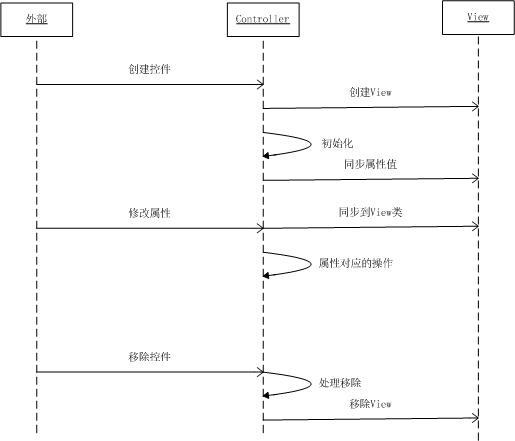 外部
Controller
View
创建控件
创建View
初始化
同步属性值
修改属性
同步到View类
属性对应的操作
移除控件
处理移除
移除View